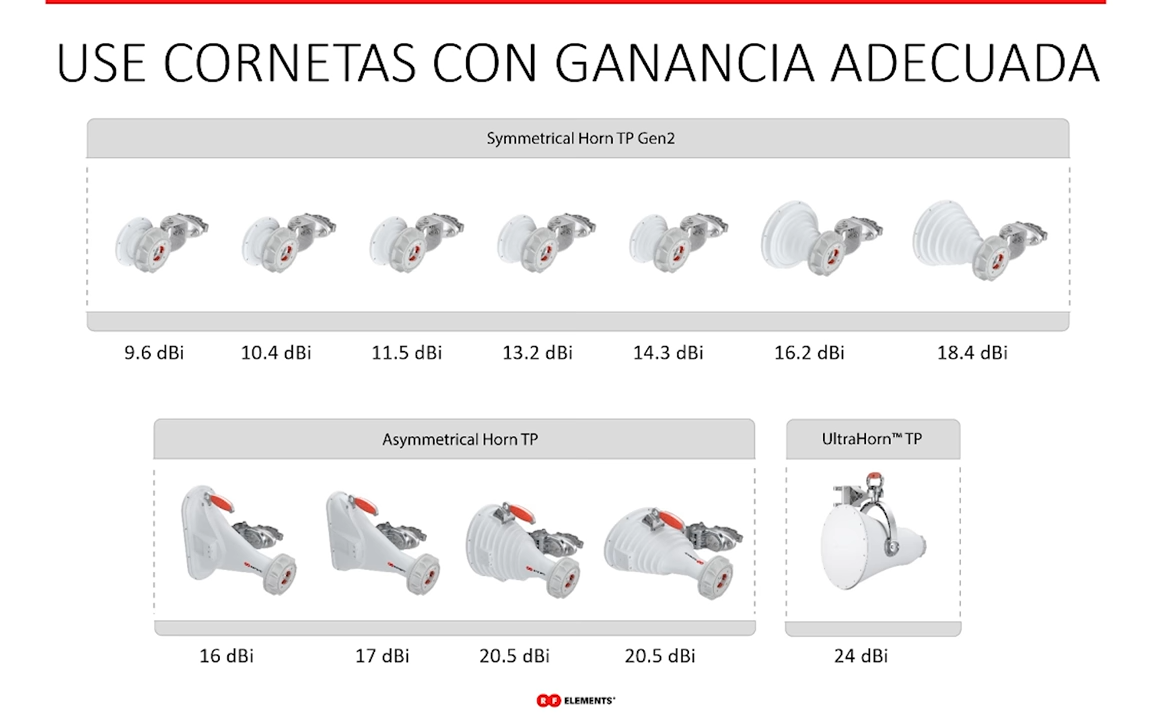 USE CORNETAS CON GANANCIA ADECUADA
Symmetrical Horn TP Gen2
9.6 dBi 10.4 dBi 11.5 dBi 13.2 dBi 14.3 dBi 16.2 dBi 18.4 dBi
Asymmetrical Horn TP
UltraHorn™ TP
16 dBi 17 dBi 20.5 dBi 20.5 dBi 24 dBi
RF ELEMENTS